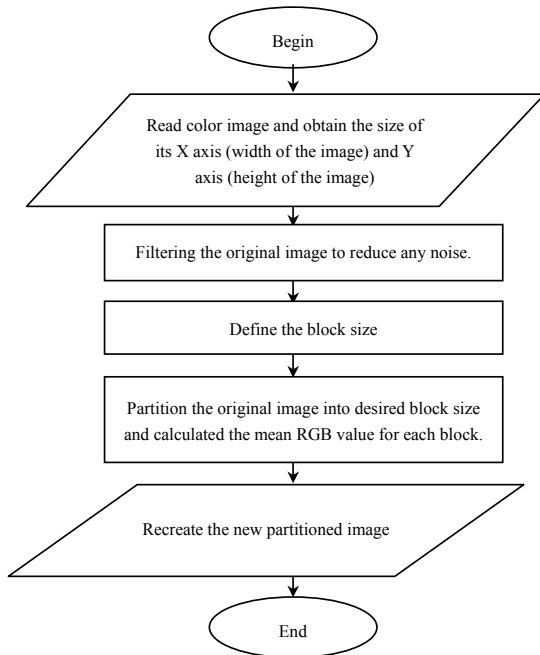 Begin
Read color image and obtain the size of
its X axis (width of the image) and Y
axis (height of the image)
Filtering the original image to reduce any noise.
Define the block size
Partition the original image into desired block size
and calculated the mean RGB value for each block.
Recreate the new partitioned image
End